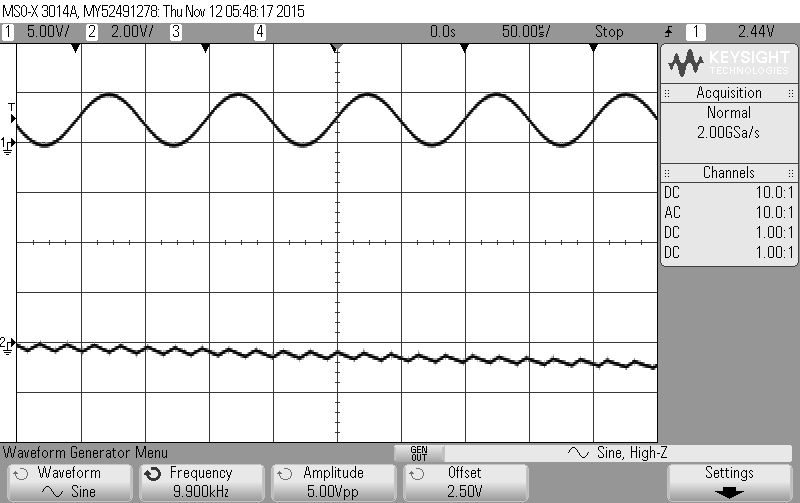 MSO-X 3014A, MY52491278: Thu Nov 12 05:48:17 2015
1 5.00V/ 2 2.00V/ 3 4 0.0s 50.00㎲/ Stop 1 2.44V
KEYSIGHT
TECHNOLOGIES
Acquisition
Normal
2.00GSa/s
Channels
DC 10.0:1
AC 10.0:1
DC 1.00:1
DC 1.00:1
T
1
2
Waveform Generator Menu
GEN OUT
Sine, High-Z
Waveform
Sine
Frequency
9.900kHz
Amplitude
5.00Vpp
Offset
2.50V
Settings